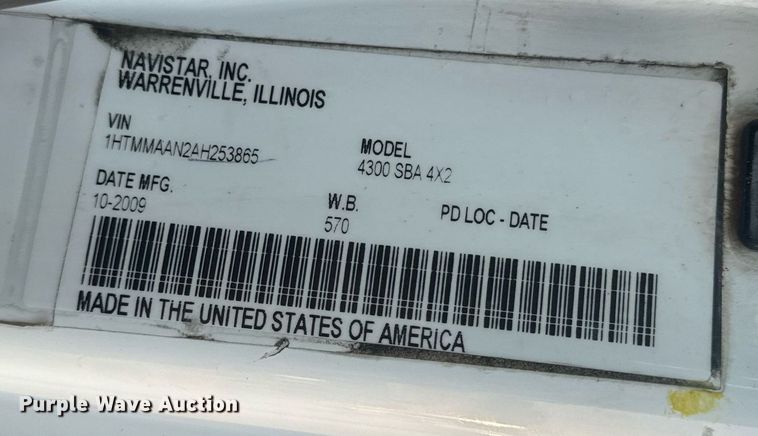 NAVISTAR, INC.
WARRENVILLE, ILLINOIS
VIN
1HTMMAAN2AH253865
MODEL
4300 SBA 4X2
DATE MFG.
10-2009
W.B.
570
PD LOC - DATE
MADE IN THE UNITED STATES OF AMERICA
Purple Wave Auction